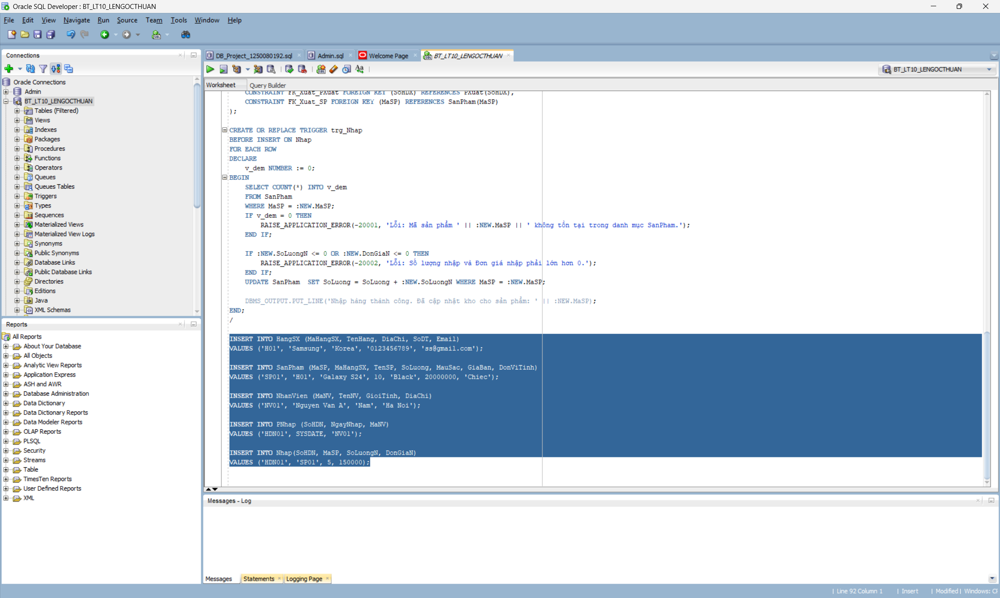 Oracle SQL Developer : BT_LT10_LENGOCTHUAN
File Edit View Navigate Run Source Team Tools Window Help
Connections
Oracle Connections
Admin
BT_LT10_LENGOCTHUAN
Tables (Filtered)
Views
Indexes
Packages
Procedures
Functions
Operators
Queues
Queues Tables
Triggers
Types
Sequences
Materialized Views
Materialized View Logs
Synonyms
Public Synonyms
Database Links
Public Database Links
Directories
Editions
Java
XML Schemas
Reports
All Reports
About Your Database
All Objects
Analytic View Reports
Application Express
ASH and AWR
Database Administration
Data Dictionary
Data Dictionary Reports
Data Modeler Reports
OLAP Reports
PLSQL
Security
Streams
Table
TimesTen Reports
User Defined Reports
XML
DB_Project_1250080192.sql Admin.sql Welcome Page BT_LT10_LENGOCTHUAN
BT_LT10_LENGOCTHUAN
Worksheet Query Builder
CONSTRAINT FK_Xuat_PXuat FOREIGN KEY (SoHDX) REFERENCES PXuat(SoHDX),
CONSTRAINT FK_Xuat_SP FOREIGN KEY (MaSP) REFERENCES SanPham(MaSP)
);
CREATE OR REPLACE TRIGGER trg_Nhap
BEFORE INSERT ON Nhap
FOR EACH ROW
DECLARE
v_dem NUMBER := 0;
BEGIN
SELECT COUNT(*) INTO v_dem
FROM SanPham
WHERE MaSP = :NEW.MaSP;
IF v_dem = 0 THEN
RAISE_APPLICATION_ERROR(-20001, 'Lỗi: Mã sản phẩm ' || :NEW.MaSP || ' không tồn tại trong danh mục SanPham.');
END IF;
IF :NEW.SoLuongN <= 0 OR :NEW.DonGiaN <= 0 THEN
RAISE_APPLICATION_ERROR(-20002, 'Lỗi: Số lượng nhập và Đơn giá nhập phải lớn hơn 0.');
END IF;
UPDATE SanPham  SET SoLuong = SoLuong + :NEW.SoLuongN WHERE MaSP = :NEW.MaSP;
DBMS_OUTPUT.PUT_LINE('Nhập hàng thành công. Đã cập nhật kho cho sản phẩm: ' || :NEW.MaSP);
END;
/
INSERT INTO HangSX (MaHangSX, TenHang, DiaChi, SoDT, Email)
VALUES ('H01', 'Samsung', 'Korea', '0123456789', 'ss@gmail.com');
INSERT INTO SanPham (MaSP, MaHangSX, TenSP, SoLuong, MauSac, GiaBan, DonViTinh)
VALUES ('SP01', 'H01', 'Galaxy S24', 10, 'Black', 20000000, 'Chiec');
INSERT INTO NhanVien (MaNV, TenNV, GioiTinh, DiaChi)
VALUES ('NV01', 'Nguyen Van A', 'Nam', 'Ha Noi');
INSERT INTO PNhap (SoHDN, NgayNhap, MaNV)
VALUES ('HDN01', SYSDATE, 'NV01');
INSERT INTO Nhap(SoHDN, MaSP, SoLuongN, DonGiaN)
VALUES ('HDN01', 'SP01', 5, 150000);
Messages - Log
Messages Statements Logging Page
Line 92 Column 1 | Insert | Modified | Windows: